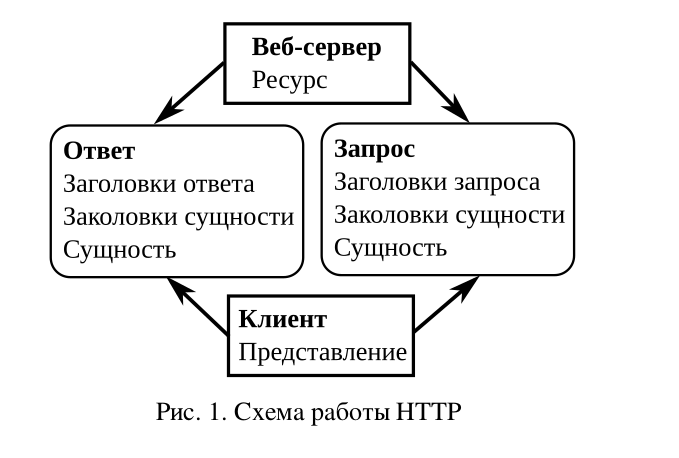 Веб-сервер
Ресурс
Ответ
Заголовки ответа
Заколовки сущности
Сущность
Запрос
Заголовки запроса
Заколовки сущности
Сущность
Клиент
Представление
Рис. 1. Схема работы HTTP